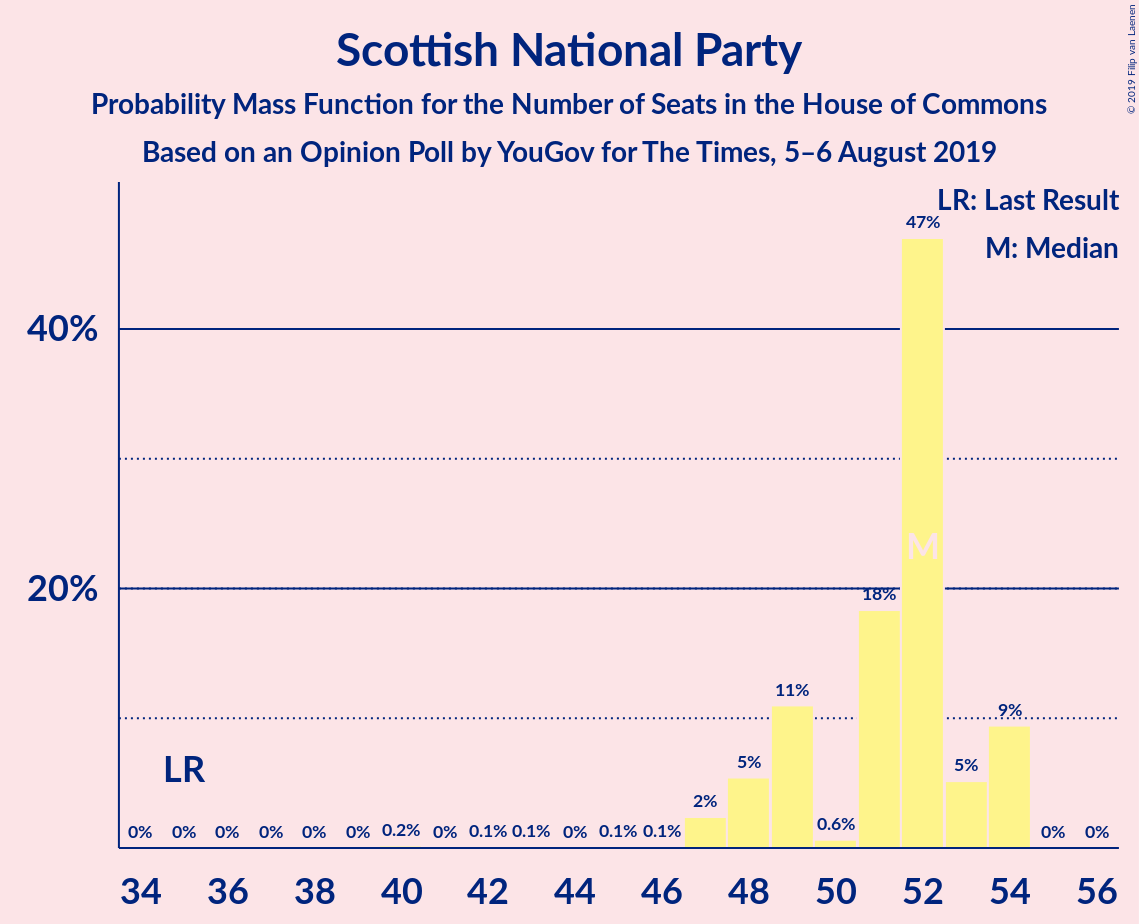 Scottish National Party
Probability Mass Function for the Number of Seats in the House of Commons
Based on an Opinion Poll by YouGov for The Times, 5–6 August 2019
© 2019 Filip van Laenen
LR: Last Result
M: Median
47%
40%
M
20%
18%
11%
9%
LR
5%
5%
2%
0%
0%
0%
0%
0%
0%
0.2%
0%
0.1%
0.1%
0%
0.1%
0.1%
0.6%
0%
0%
34 36 38 40 42 44 46 48 50 52 54 56